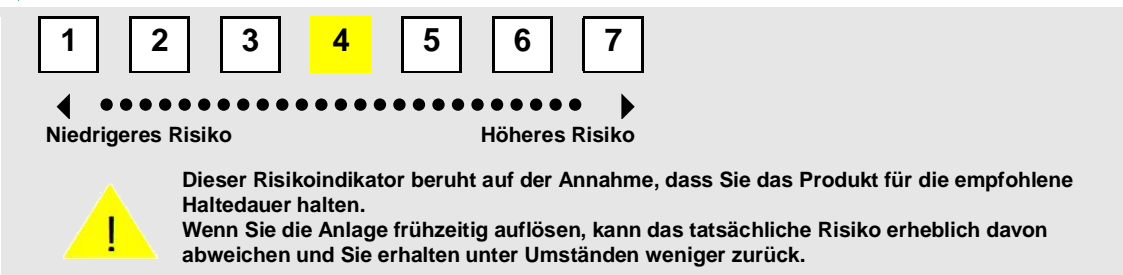 1 2 3 4 5 6 7
Niedrigeres Risiko Höheres Risiko
Dieser Risikoindikator beruht auf der Annahme, dass Sie das Produkt für die empfohlene
Haltedauer halten.
!
Wenn Sie die Anlage frühzeitig auflösen, kann das tatsächliche Risiko erheblich davon
abweichen und Sie erhalten unter Umständen weniger zurück.